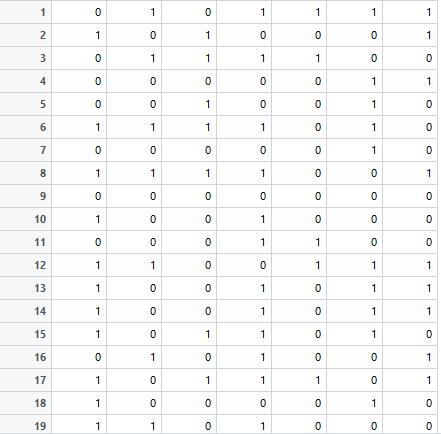 1 0 1 0 1 1 1 1
2 1 0 1 0 0 0 1
3 0 1 1 1 1 0 0
4 0 0 0 0 0 1 1
5 0 0 1 0 0 1 0
6 1 1 1 1 0 1 0
7 0 0 0 0 0 1 0
8 1 1 1 1 0 0 1
9 0 0 0 0 0 0 0
10 1 0 0 1 0 0 0
11 0 0 0 1 1 0 0
12 1 1 0 0 1 1 1
13 1 0 0 1 0 1 1
14 1 0 0 1 0 1 1
15 1 0 1 1 0 1 0
16 0 1 0 1 0 0 1
17 1 0 1 1 1 0 1
18 1 0 0 0 0 1 0
19 1 1 0 1 0 0 0